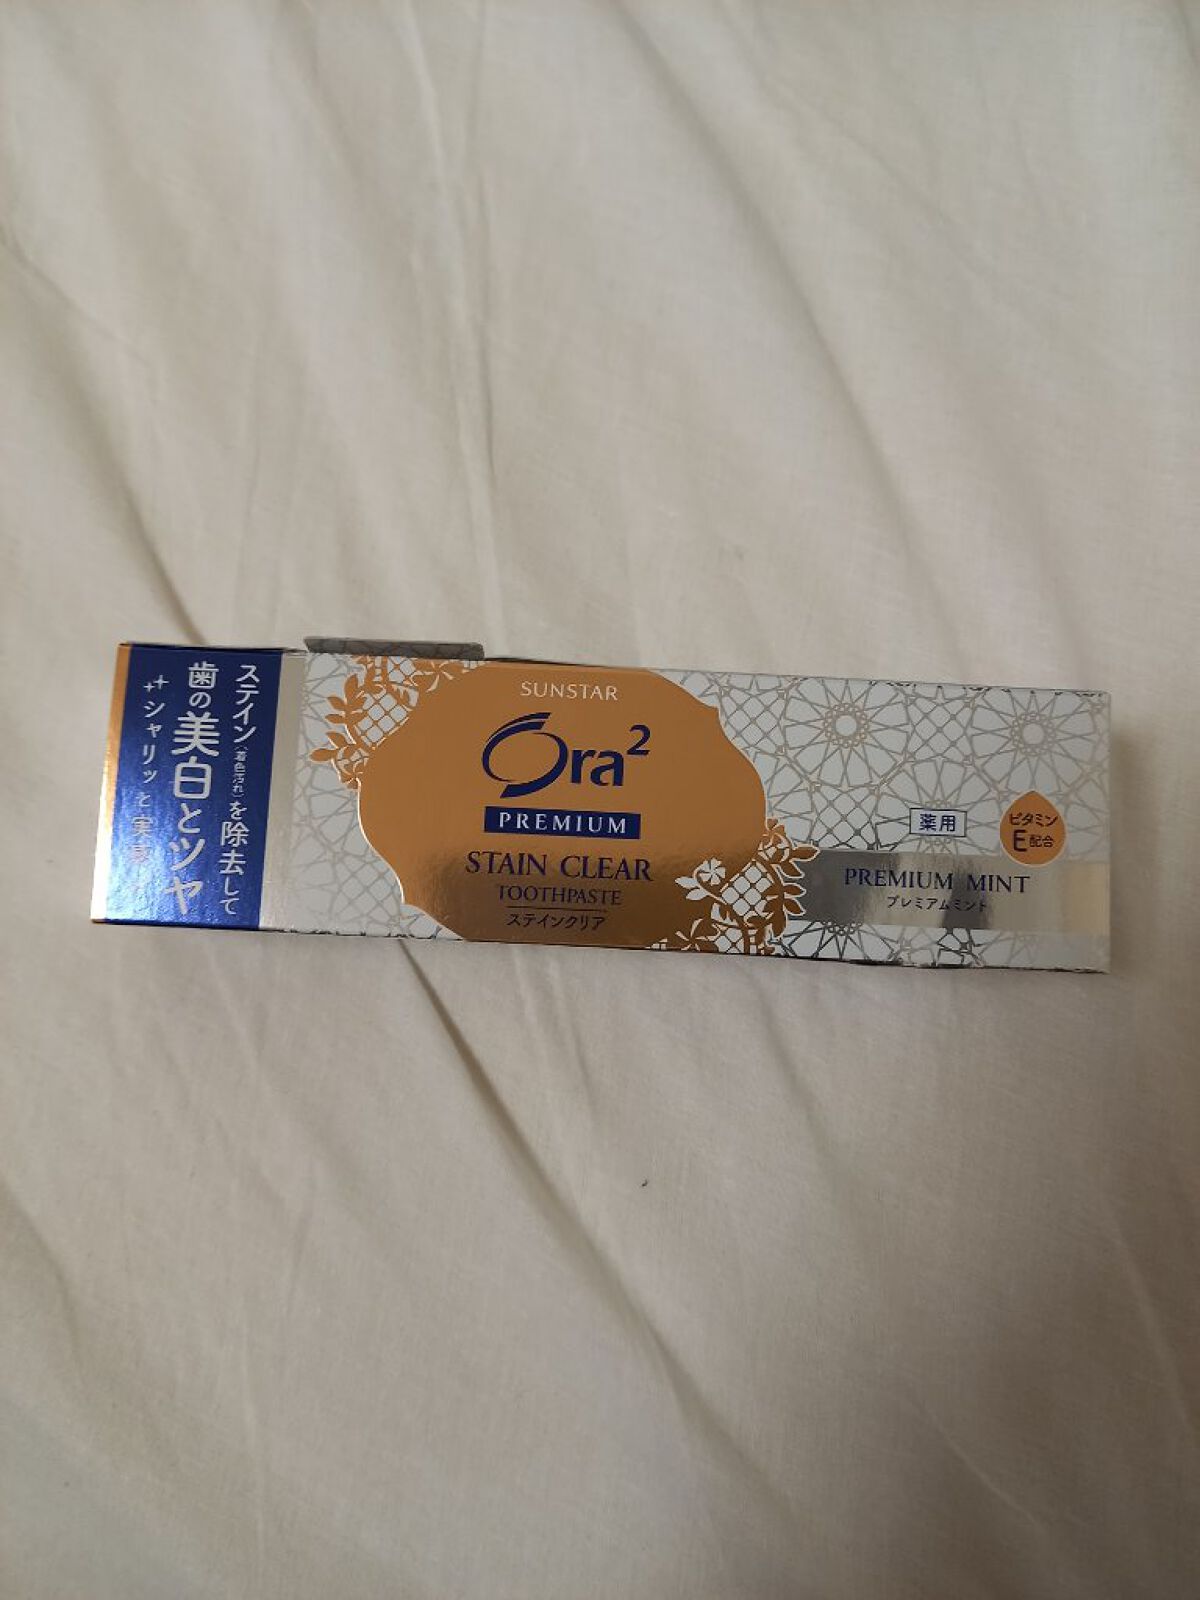 ステイン(着色汚れ)を除去して
歯の美白とツヤ
シャリッと実感
SUNSTAR
Ora²
PREMIUM
STAIN CLEAR
TOOTHPASTE
ステインクリア
薬用
ビタミン
E配合
PREMIUM MINT
プレミアムミント